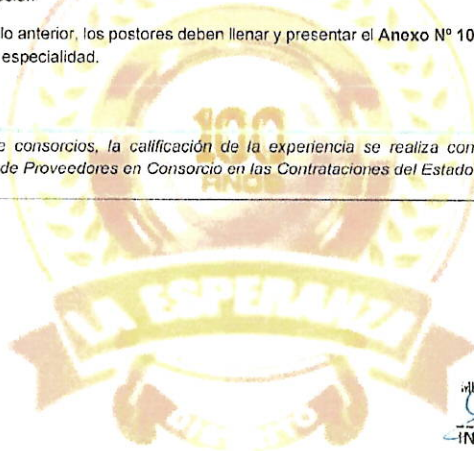 lo anterior, los postores deben llenar y presentar el Anexo Nº 10
especialidad.
consorcios, la calificación de la experiencia se realiza con
de Proveedores en Consorcio en las Contrataciones del Estado
100
AÑOS
LA ESPERANZA
DISTRITO